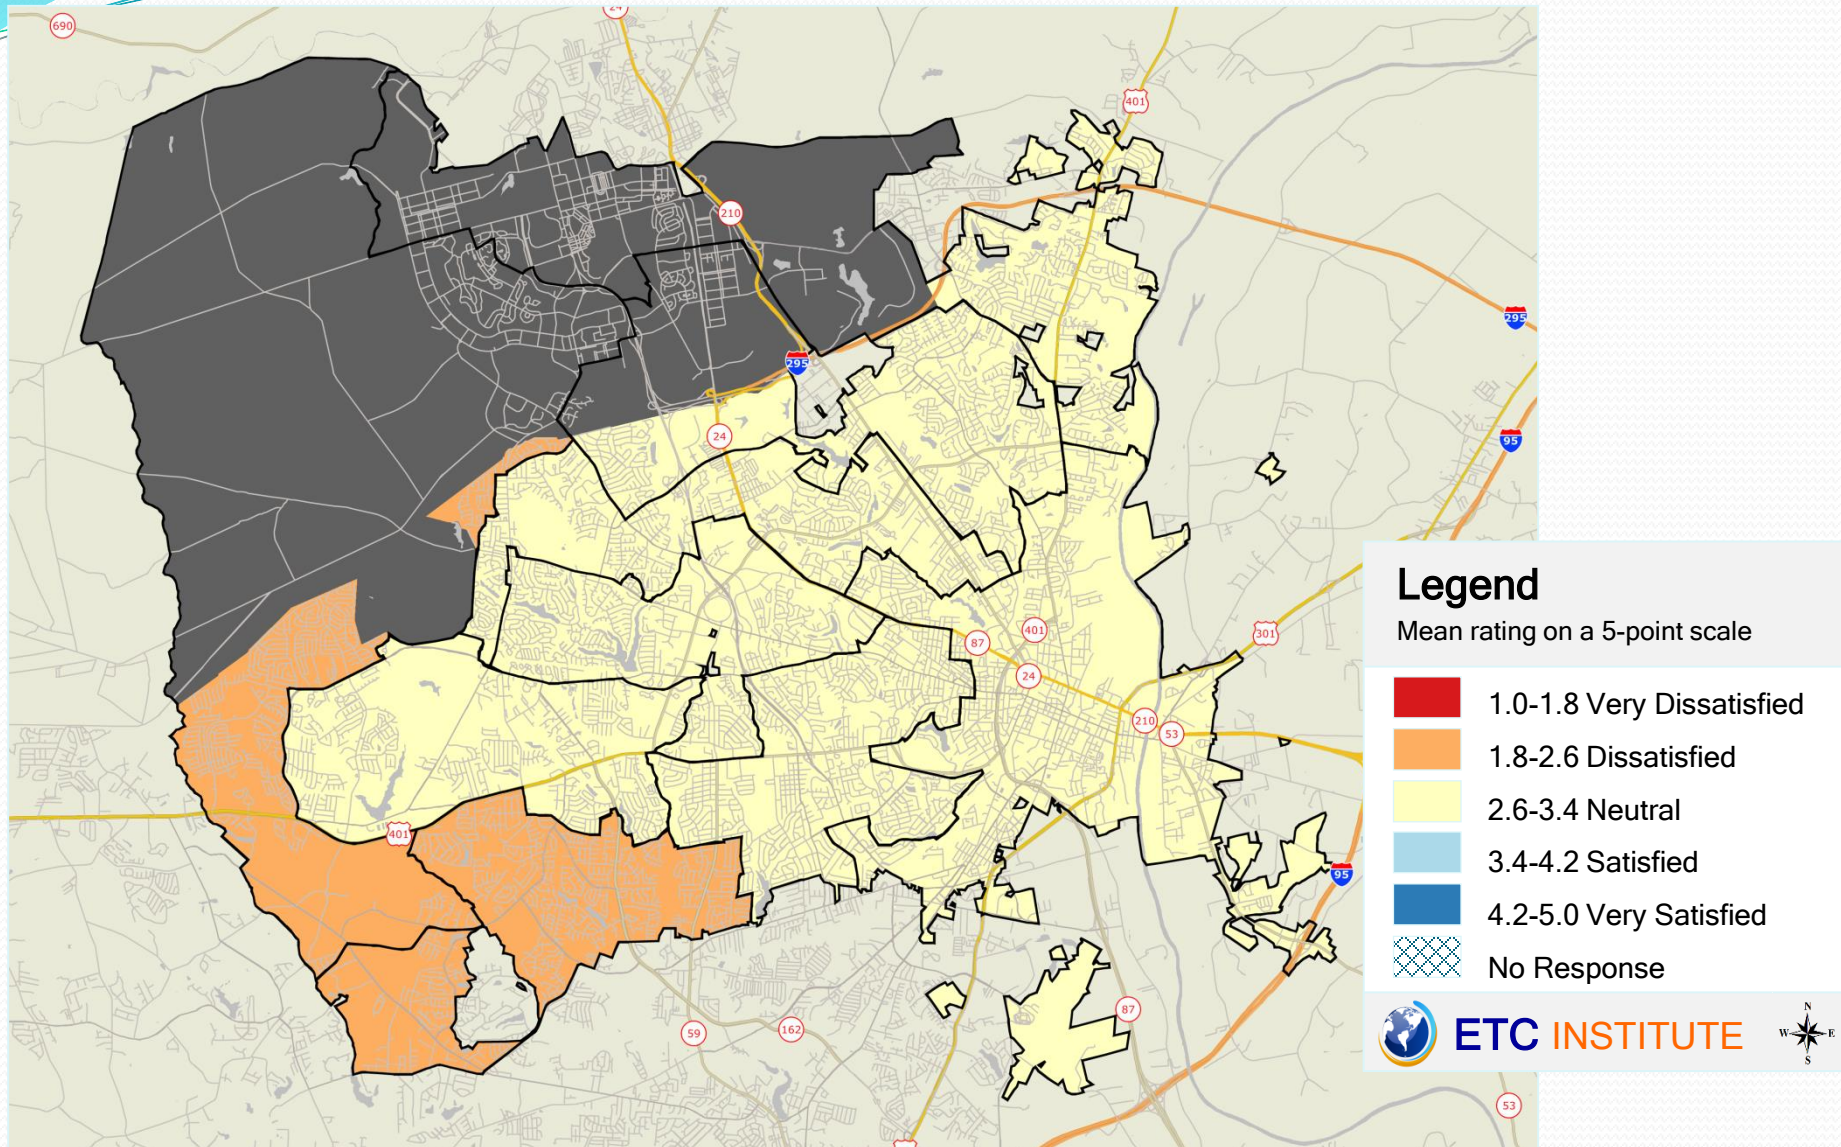 690
24
401
210
295
295
24
95
401
87
301
24
210
53
401
95
87
59
162
53
Legend
Mean rating on a 5-point scale
1.0-1.8 Very Dissatisfied
1.8-2.6 Dissatisfied
2.6-3.4 Neutral
3.4-4.2 Satisfied
4.2-5.0 Very Satisfied
No Response
ETC INSTITUTE
N
W E
S